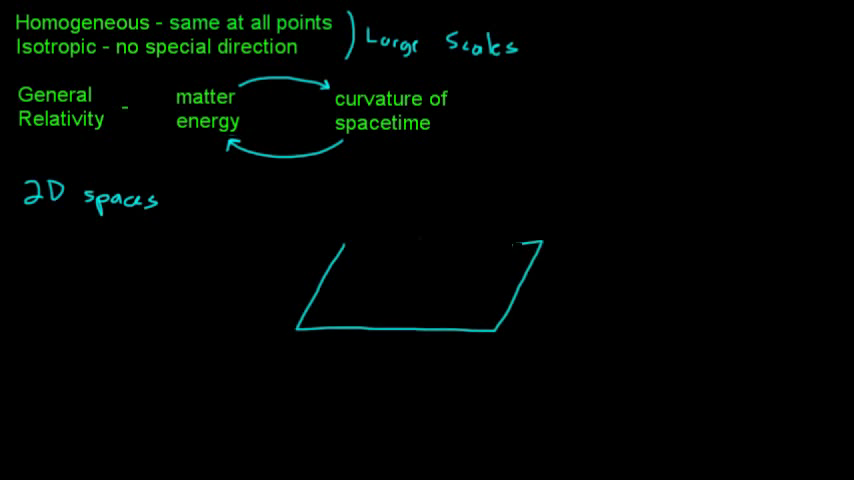 Homogeneous - same at all points
Isotropic - no special direction
Large Scales
General Relativity - matter energy
curvature of spacetime
2D spaces